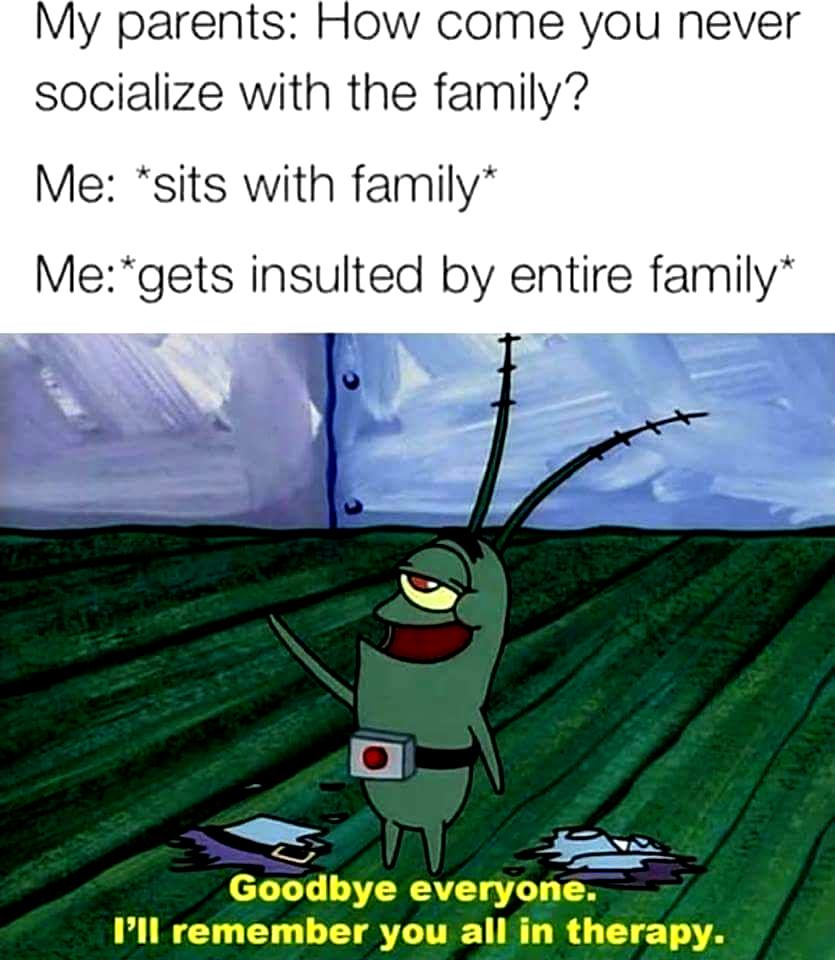 My parents: How come you never
socialize with the family?
Me: *sits with family*
Me:*gets insulted by entire family*
Goodbye everyone.
I'll remember you all in therapy.